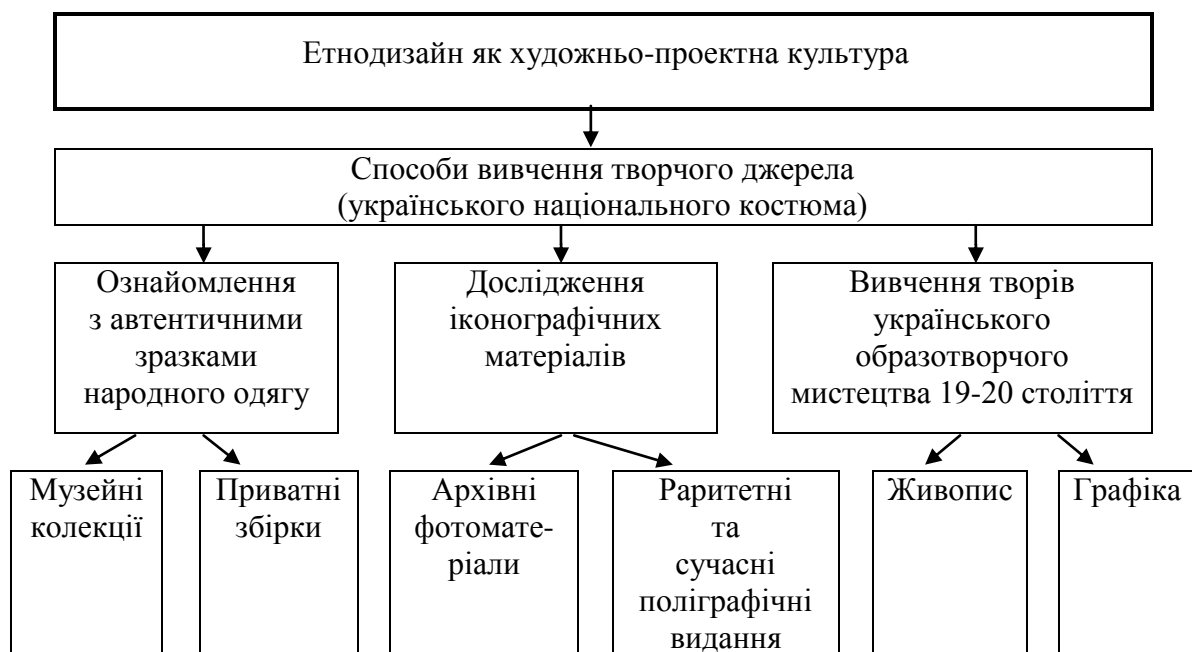 Етнодизайн як художньо-проектна культура
Способи вивчення творчого джерела
(українського національного костюма)
Ознайомлення
з автентичними
зразками
народного одягу
Дослідження
іконографічних
матеріалів
Вивчення творів
українського
образотворчого
мистецтва 19-20 століття
Музейні
колекції
Приватні
збірки
Архівні
фотомате-
ріали
Раритетні
та
сучасні
поліграфічні
видання
Живопис
Графіка